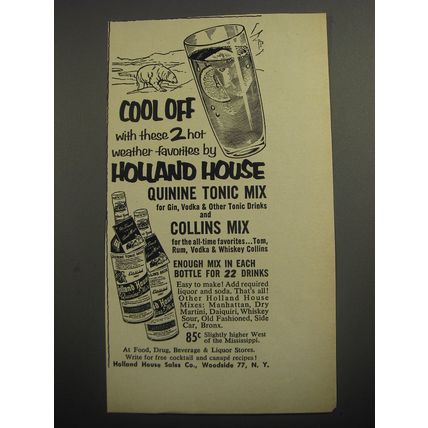 COOL OFF
with these 2 hot
weather favorites by
HOLLAND HOUSE
QUININE TONIC MIX
for Gin, Vodka & Other Tonic Drinks
and
COLLINS MIX
for the all-time favorites...Tom,
Rum, Vodka & Whiskey Collins
ENOUGH MIX IN EACH
BOTTLE FOR 22 DRINKS
Easy to make! Add required
liquor and soda. That's all!
Other Holland House
Mixes: Manhattan, Dry
Martini, Daiquiri, Whiskey
Sour, Old Fashioned, Side
Car, Bronx.
85¢ Slightly higher West
of the Mississippi.
At Food, Drug, Beverage & Liquor Stores.
Write for free cocktail and canapé recipes!
Holland House Sales Co., Woodside 77, N. Y.
Holland House